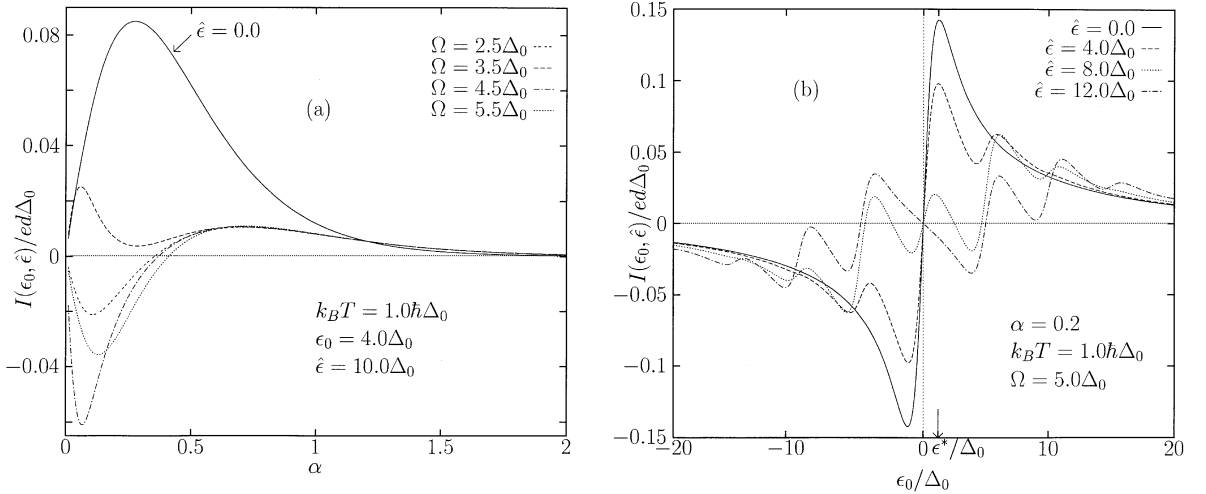 0.08
0.04
0
−0.04
I(ϵ₀, ϵ̂)/edΔ₀
ϵ̂ = 0.0
Ω = 2.5Δ₀
Ω = 3.5Δ₀
Ω = 4.5Δ₀
Ω = 5.5Δ₀
(a)
k_BT = 1.0ℏΔ₀
ϵ₀ = 4.0Δ₀
ϵ̂ = 10.0Δ₀
0 0.5 1 1.5 2
α
0.15
0.1
0.05
0
−0.05
−0.1
−0.15
I(ϵ₀, ϵ̂)/edΔ₀
ϵ̂ = 0.0
ϵ̂ = 4.0Δ₀
ϵ̂ = 8.0Δ₀
ϵ̂ = 12.0Δ₀
(b)
α = 0.2
k_BT = 1.0ℏΔ₀
Ω = 5.0Δ₀
−20 −10 0 ϵ*/Δ₀ 10 20
ϵ₀/Δ₀